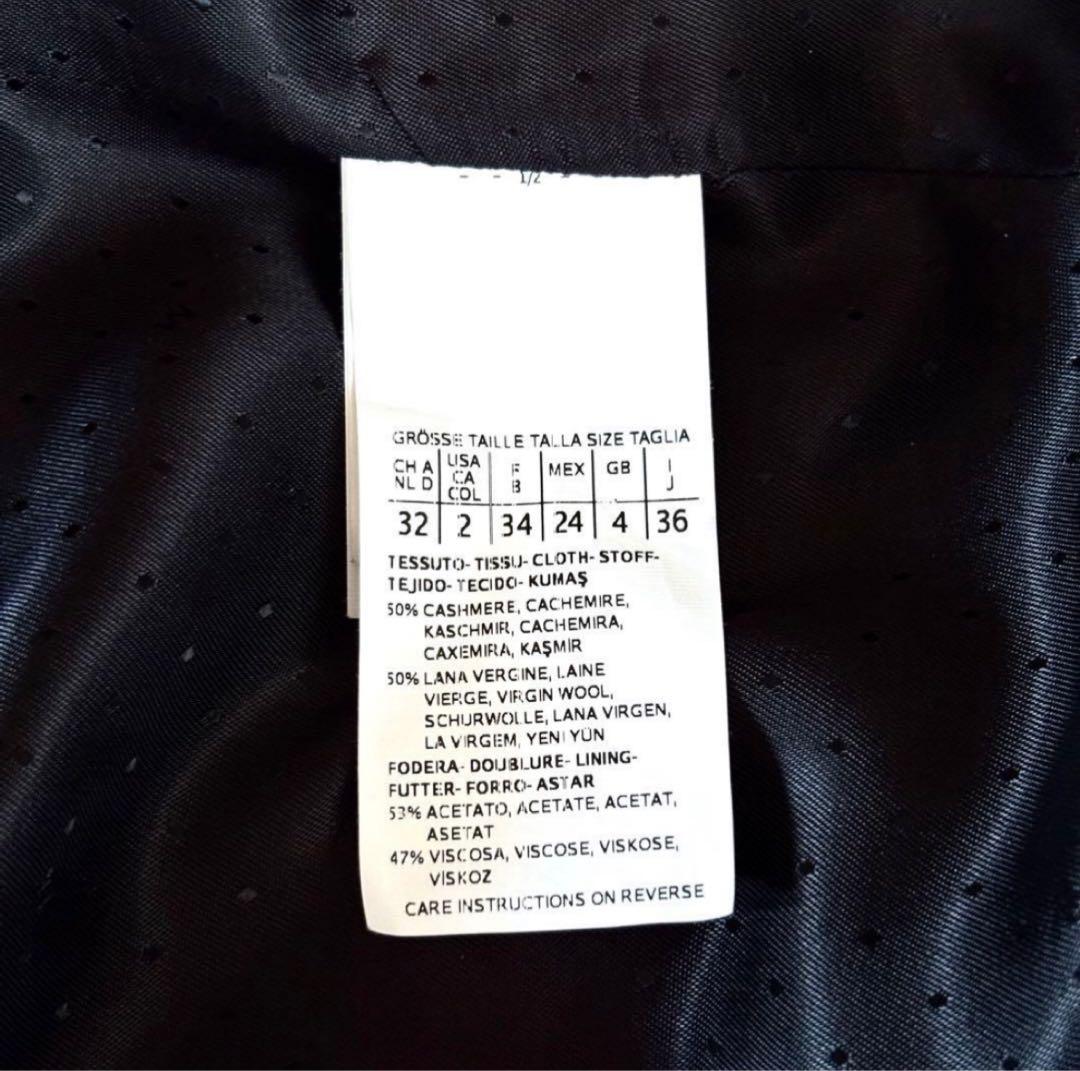 - - 1/2 -
GRÖSSE TAILLE TALLA SIZE TAGLIA
CH A NL D USA CA COL F B MEX GB I J
32 2 34 24 4 36
TESSUTO- TISSU- CLOTH- STOFF-
TEJIDO- TECIDO- KUMAŞ
50% CASHMERE, CACHEMIRE,
KASCHMIR, CACHEMIRA,
CAXEMIRA, KAŞMİR
50% LANA VERGINE, LAINE
VIERGE, VIRGIN WOOL,
SCHURWOLLE, LANA VIRGEN,
LA VIRGEM, YENI YÜN
FODERA- DOUBLURE- LINING-
FUTTER- FORRO- ASTAR
53% ACETATO, ACETATE, ACETAT,
ASETAT
47% VISCOSA, VISCOSE, VISKOSE,
VİSKOZ
CARE INSTRUCTIONS ON REVERSE